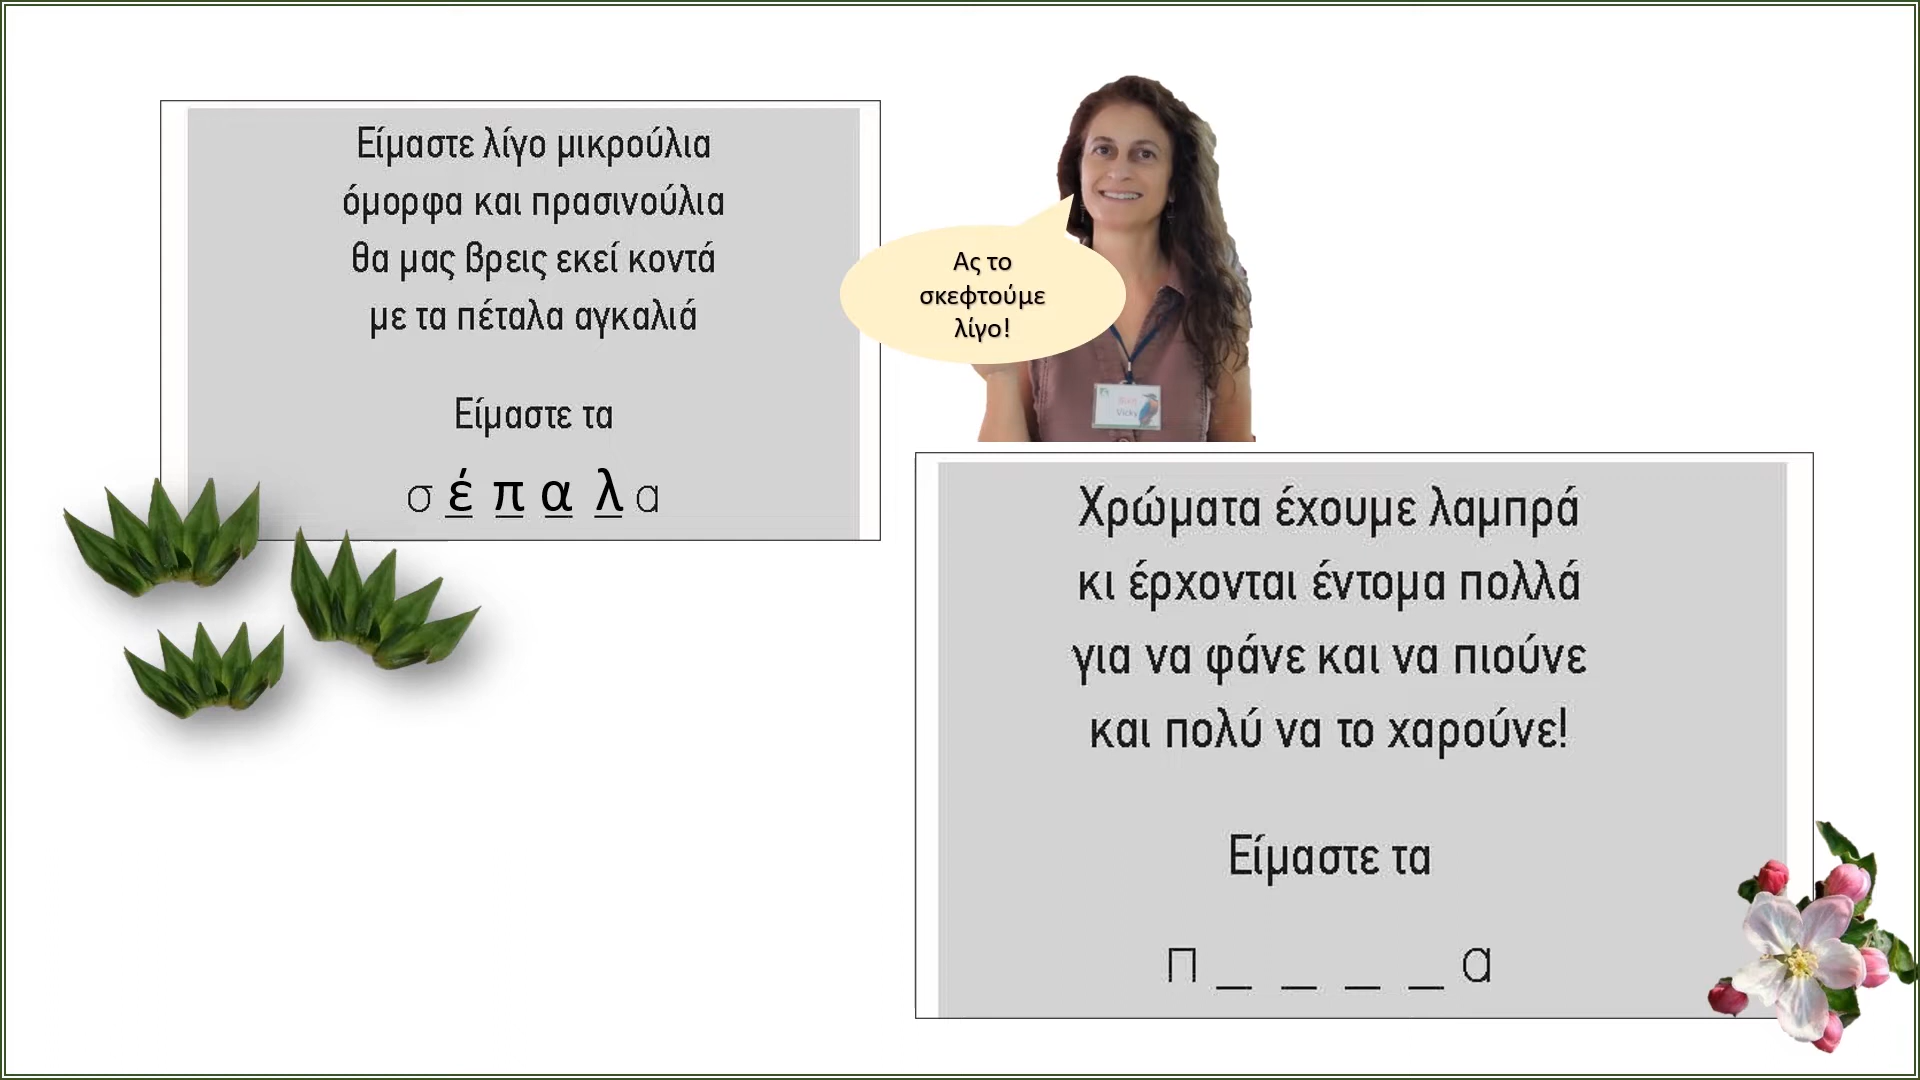 Είμαστε λίγο μικρούλια
όμορφα και πρασινούλια
θα μας βρεις εκεί κοντά
με τα πέταλα αγκαλιά
Είμαστε τα
σ έ π α λ α
Ας το
σκεφτούμε
λίγο!
Vicky
Χρώματα έχουμε λαμπρά
κι έρχονται έντομα πολλά
για να φάνε και να πιούνε
και πολύ να το χαρούνε!
Είμαστε τα
π _ _ _ _ α